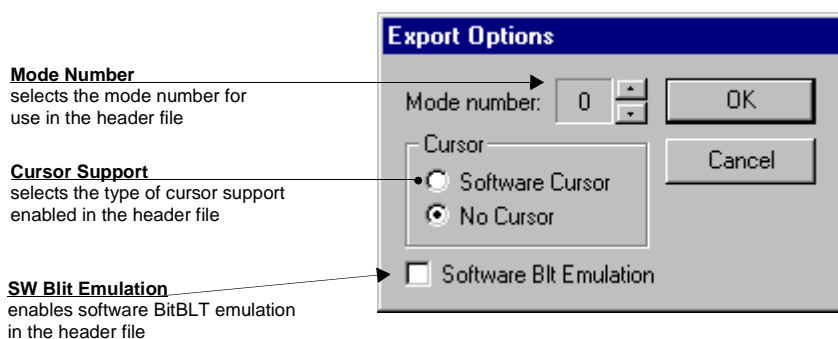 Export Options
Mode Number
selects the mode number for
use in the header file
Mode number: 0
OK
Cursor
Cancel
Cursor Support
selects the type of cursor support
enabled in the header file
Software Cursor
No Cursor
SW Blit Emulation
enables software BitBLT emulation
in the header file
Software Blt Emulation